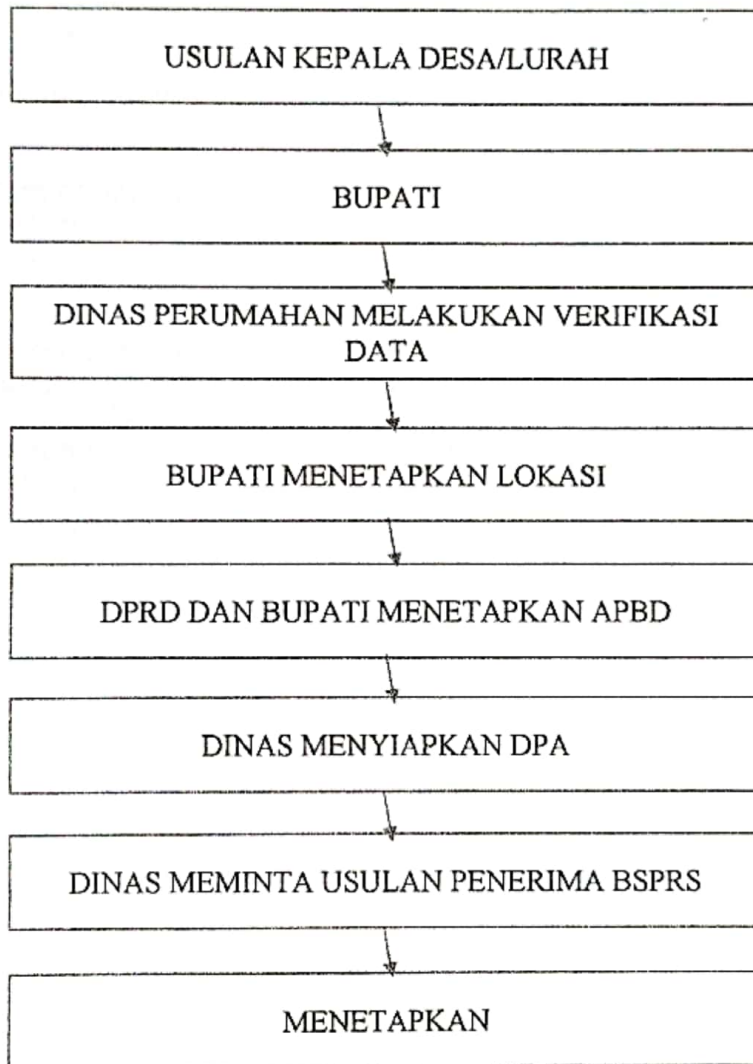 USULAN KEPALA DESA/LURAH
BUPATI
DINAS PERUMAHAN MELAKUKAN VERIFIKASI
DATA
BUPATI MENETAPKAN LOKASI
DPRD DAN BUPATI MENETAPKAN APBD
DINAS MENYIAPKAN DPA
DINAS MEMINTA USULAN PENERIMA BSPRS
MENETAPKAN